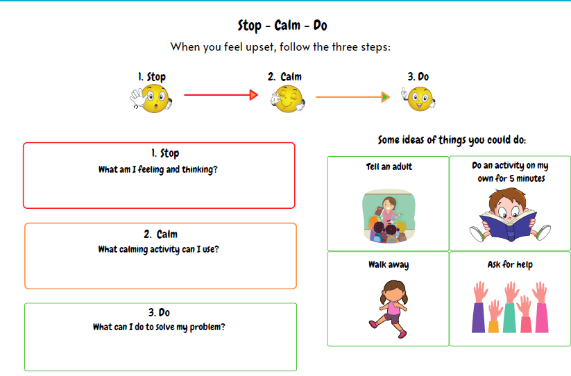 Stop - Calm - Do
When you feel upset, follow the three steps:
1. Stop
2. Calm
3. Do
1. Stop
What am I feeling and thinking?
2. Calm
What calming activity can I use?
3. Do
What can I do to solve my problem?
Some ideas of things you could do:
Tell an adult
Do an activity on my
own for 5 minutes
Walk away
Ask for help